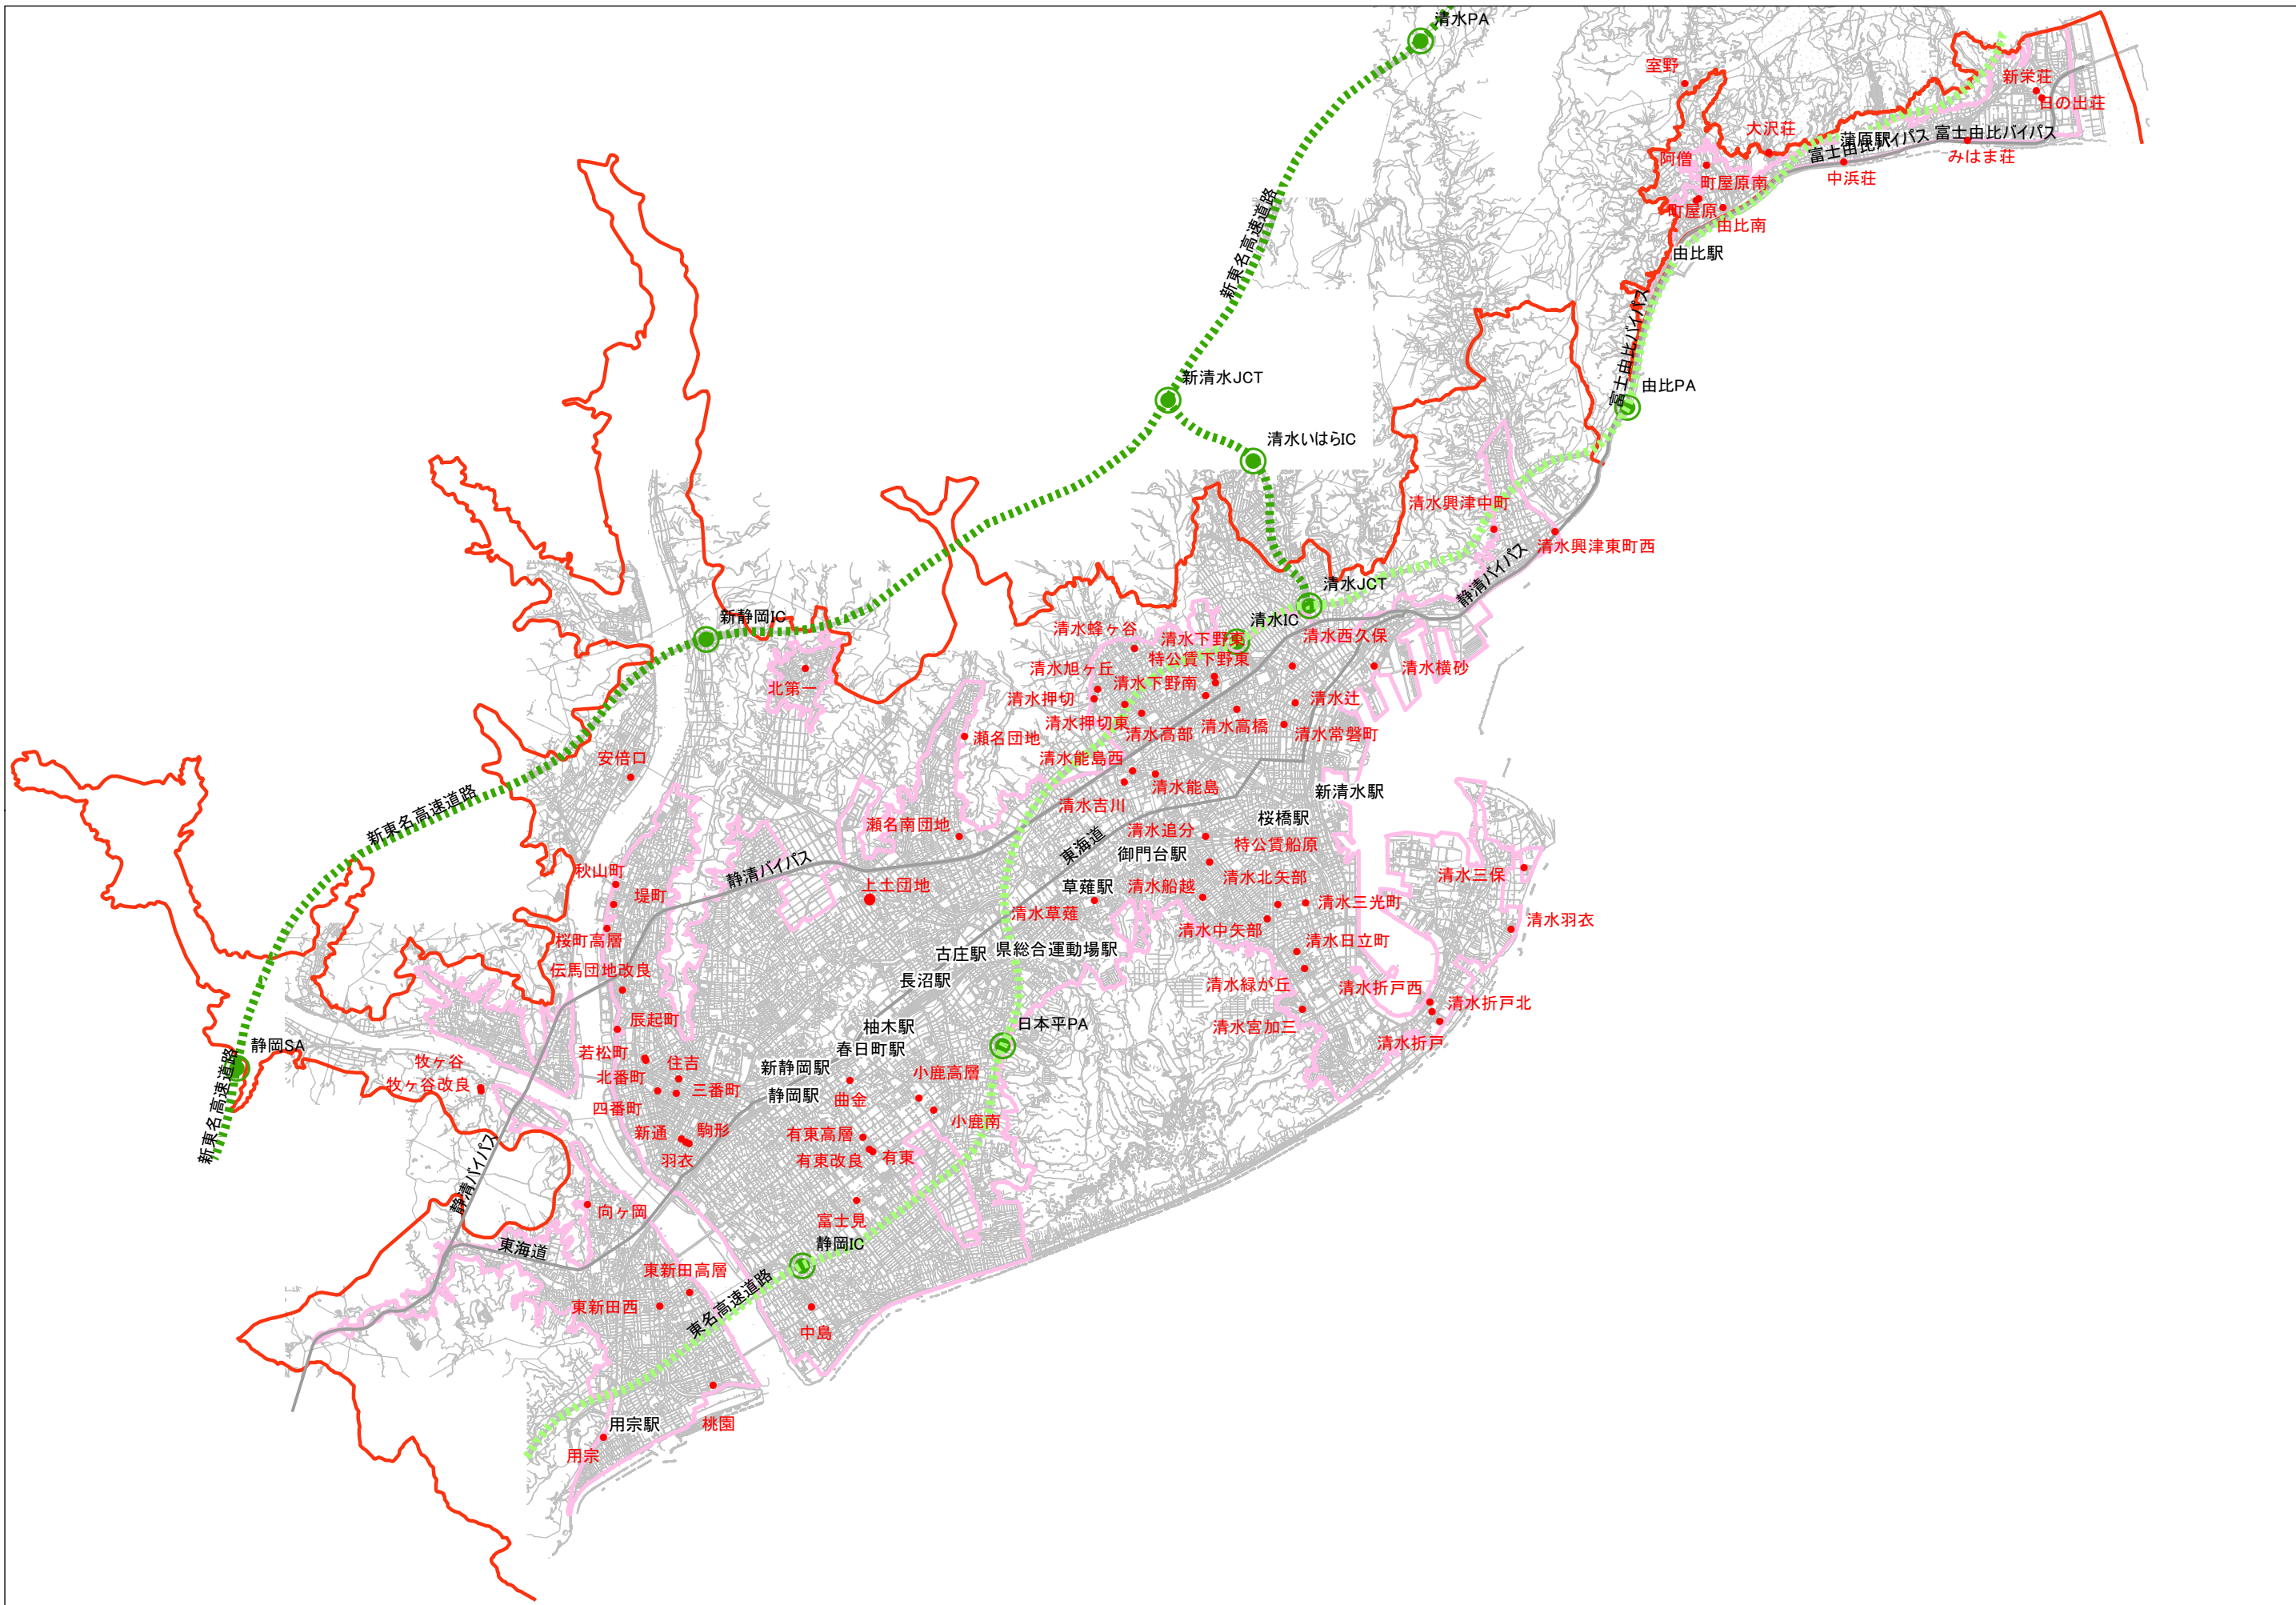 清水PA
室野
新栄荘
日の出荘
大沢荘
蒲原駅
富士由比バイパス
富士由比バイパス
みはま荘
阿僧
中浜荘
町屋原南
町屋原
由比南
新東名高速道路
由比駅
富士由比バイパス
新清水JCT
由比PA
清水いはらIC
清水興津中町
清水興津東町西
静清バイパス
清水JCT
新静岡IC
清水IC
清水蜂ヶ谷
清水下野東
清水西久保
特公賃下野東
清水旭ヶ丘
清水横砂
北第一
清水下野南
清水押切
清水辻
清水押切東
清水高部
清水高橋
清水常磐町
瀬名団地
安倍口
清水能島西
清水能島
新清水駅
新東名高速道路
清水吉川
桜橋駅
瀬名南団地
東海道
清水追分
特公賃船原
御門台駅
静清バイパス
秋山町
上土団地
草薙駅
清水船越
清水北矢部
清水三保
堤町
清水草薙
清水三光町
清水羽衣
桜町高層
清水中矢部
清水日立町
古庄駅
県総合運動場駅
伝馬団地改良
長沼駅
清水緑が丘
清水折戸西
清水折戸北
辰起町
柚木駅
日本平PA
清水宮加三
清水折戸
静岡SA
春日町駅
若松町
牧ヶ谷
住吉
新静岡駅
小鹿高層
北番町
牧ヶ谷改良
三番町
静岡駅
曲金
四番町
新東名高速道路
小鹿南
新通
駒形
有東高層
羽衣
有東改良
有東
静清バイパス
向ヶ岡
富士見
東海道
静岡IC
東新田高層
東新田西
東名高速道路
中島
用宗駅
桃園
用宗